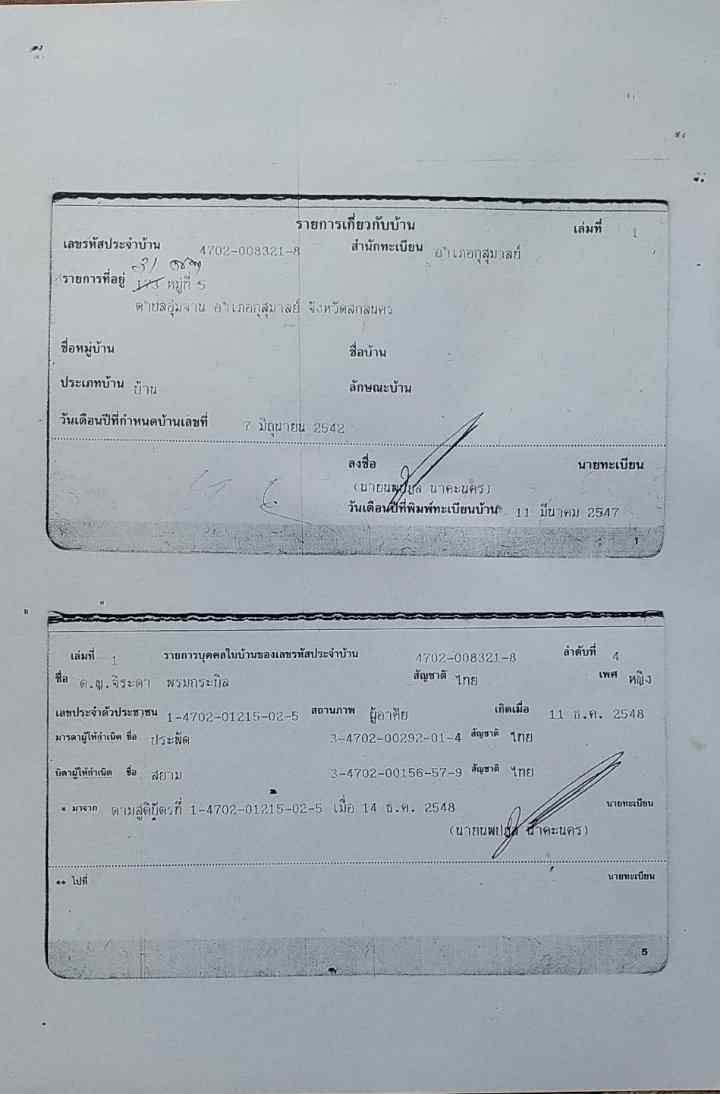 รายการเกี่ยวกับบ้าน เล่มที่ 1
เลขรหัสประจำบ้าน 4702-008321-8 สำนักทะเบียน อำเภอกุสุมาลย์
รายการที่อยู่ 173 หมู่ที่ 5
ตำบลอุ่มจาน อำเภอกุสุมาลย์ จังหวัดสกลนคร
ชื่อหมู่บ้าน ชื่อบ้าน
ประเภทบ้าน บ้าน ลักษณะบ้าน
วันเดือนปีที่กำหนดบ้านเลขที่ 7 มิถุนายน 2542
ลงชื่อ นายทะเบียน
นาคะนคร)
วันเดือนปีที่พิมพ์ทะเบียนบ้าน 11 มีนาคม 2547
1
เล่มที่ 1 รายการบุคคลในบ้านของเลขรหัสประจำบ้าน 4702-008321-8 ลำดับที่ 4
ชื่อ ด.ญ.จิระดา พรมกระบิล สัญชาติ ไทย เพศ หญิง
เลขประจำตัวประชาชน 1-4702-01215-02-5 สถานภาพ ผู้อาศัย เกิดเมื่อ 11 ธ.ค. 2548
มารดาผู้ให้กำเนิด ชื่อ ประพัด 3-4702-00292-01-4 สัญชาติ ไทย
บิดาผู้ให้กำเนิด ชื่อ สยาม 3-4702-00156-57-9 สัญชาติ ไทย
* มาจาก ตามสูติบัตรที่ 1-4702-01215-02-5 เมื่อ 14 ธ.ค. 2548 นายทะเบียน
นาคะนคร)
** ไปที่ นายทะเบียน
5